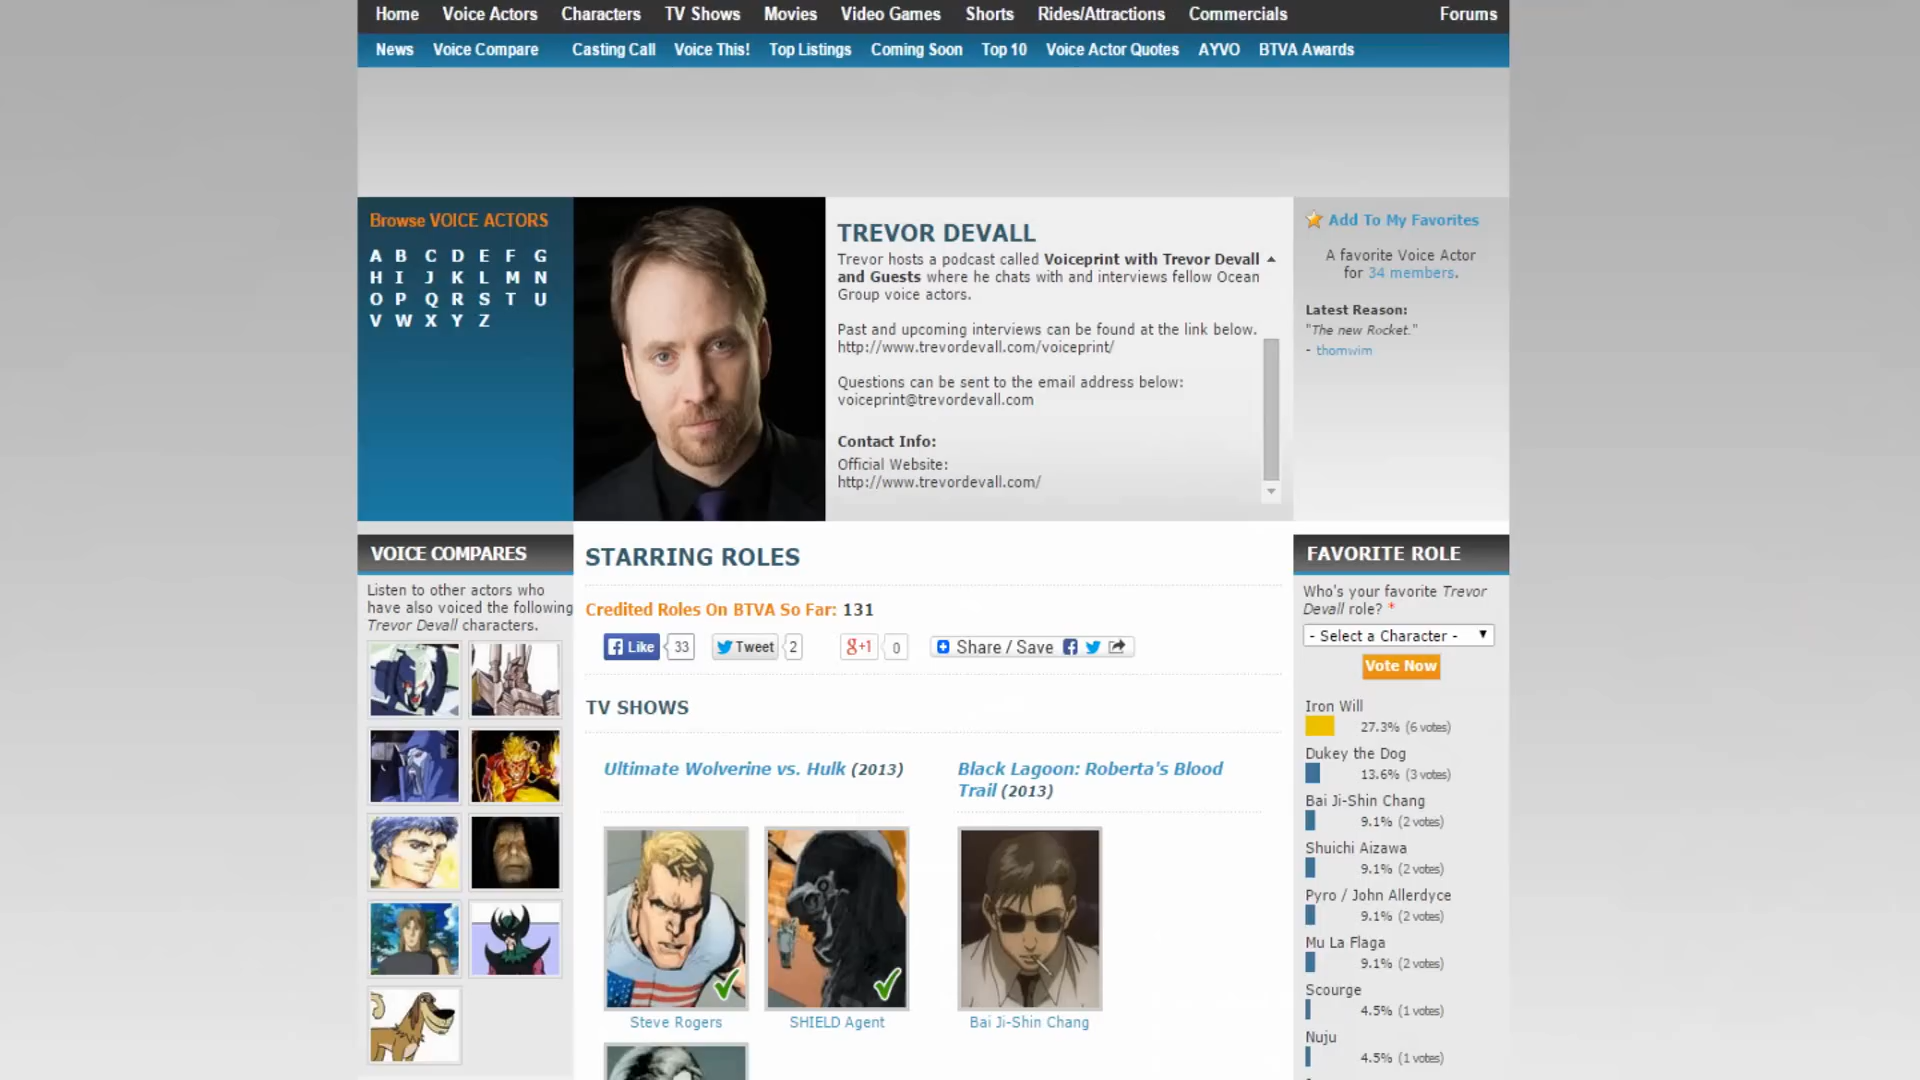 Home Voice Actors Characters TV Shows Movies Video Games Shorts Rides/Attractions Commercials Forums
News Voice Compare Casting Call Voice This! Top Listings Coming Soon Top 10 Voice Actor Quotes AYVO BTVA Awards
Browse VOICE ACTORS
A B C D E F G
H I J K L M N
O P Q R S T U
V W X Y Z
TREVOR DEVALL
Trevor hosts a podcast called Voiceprint with Trevor Devall
and Guests where he chats with and interviews fellow Ocean
Group voice actors.
Past and upcoming interviews can be found at the link below.
http://www.trevordevall.com/voiceprint/
Questions can be sent to the email address below:
voiceprint@trevordevall.com
Contact Info:
Official Website:
http://www.trevordevall.com/
Add To My Favorites
A favorite Voice Actor
for 34 members.
Latest Reason:
"The new Rocket."
- thomwim
VOICE COMPARES
Listen to other actors who
have also voiced the following
Trevor Devall characters.
STARRING ROLES
Credited Roles On BTVA So Far: 131
Like 33 Tweet 2 g+1 0 Share / Save
TV SHOWS
Ultimate Wolverine vs. Hulk (2013)
Steve Rogers
SHIELD Agent
Black Lagoon: Roberta's Blood
Trail (2013)
Bai Ji-Shin Chang
FAVORITE ROLE
Who's your favorite Trevor
Devall role? *
- Select a Character -
Vote Now
Iron Will
27.3% (6 votes)
Dukey the Dog
13.6% (3 votes)
Bai Ji-Shin Chang
9.1% (2 votes)
Shuichi Aizawa
9.1% (2 votes)
Pyro / John Allerdyce
9.1% (2 votes)
Mu La Flaga
9.1% (2 votes)
Scourge
4.5% (1 votes)
Nuju
4.5% (1 votes)